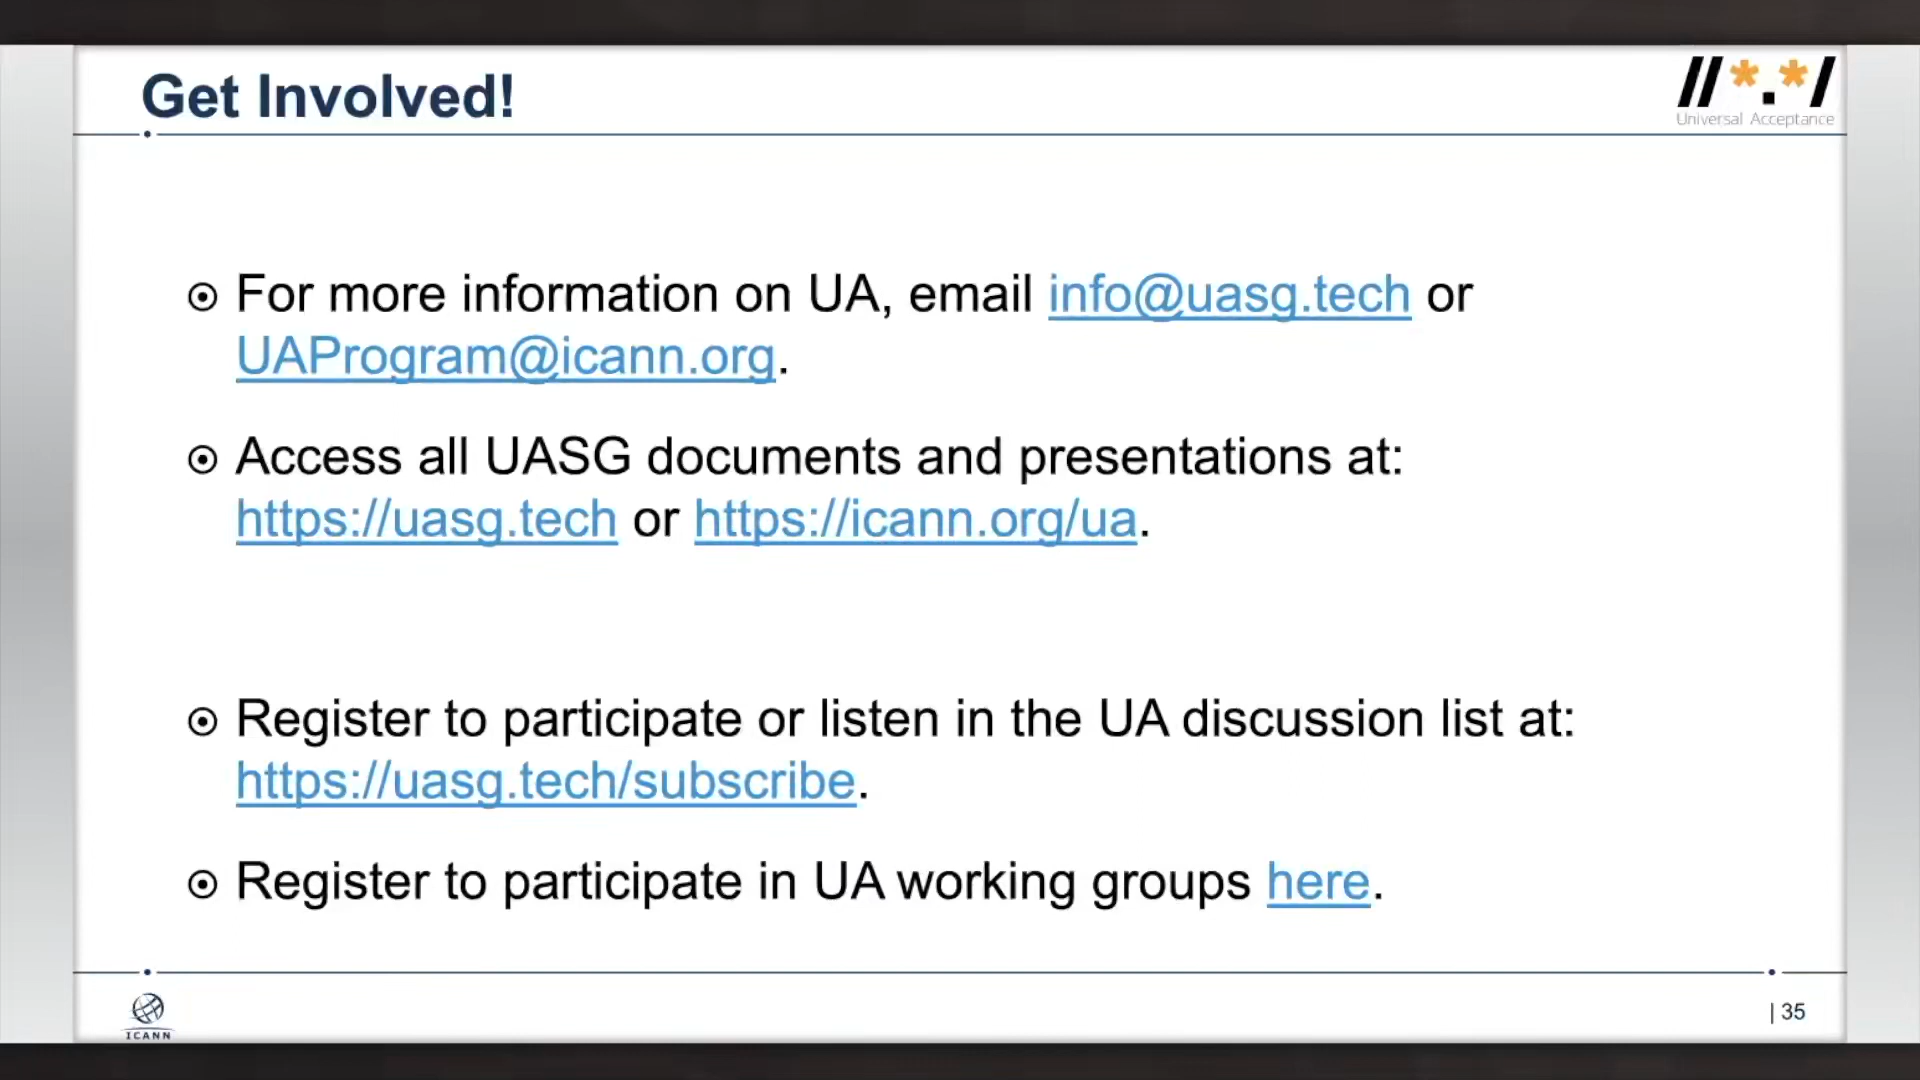 Get Involved!
//*.*/
Universal Acceptance
For more information on UA, email info@uasg.tech or
UAProgram@icann.org.
Access all UASG documents and presentations at:
https://uasg.tech or https://icann.org/ua.
Register to participate or listen in the UA discussion list at:
https://uasg.tech/subscribe.
Register to participate in UA working groups here.
ICANN
| 35